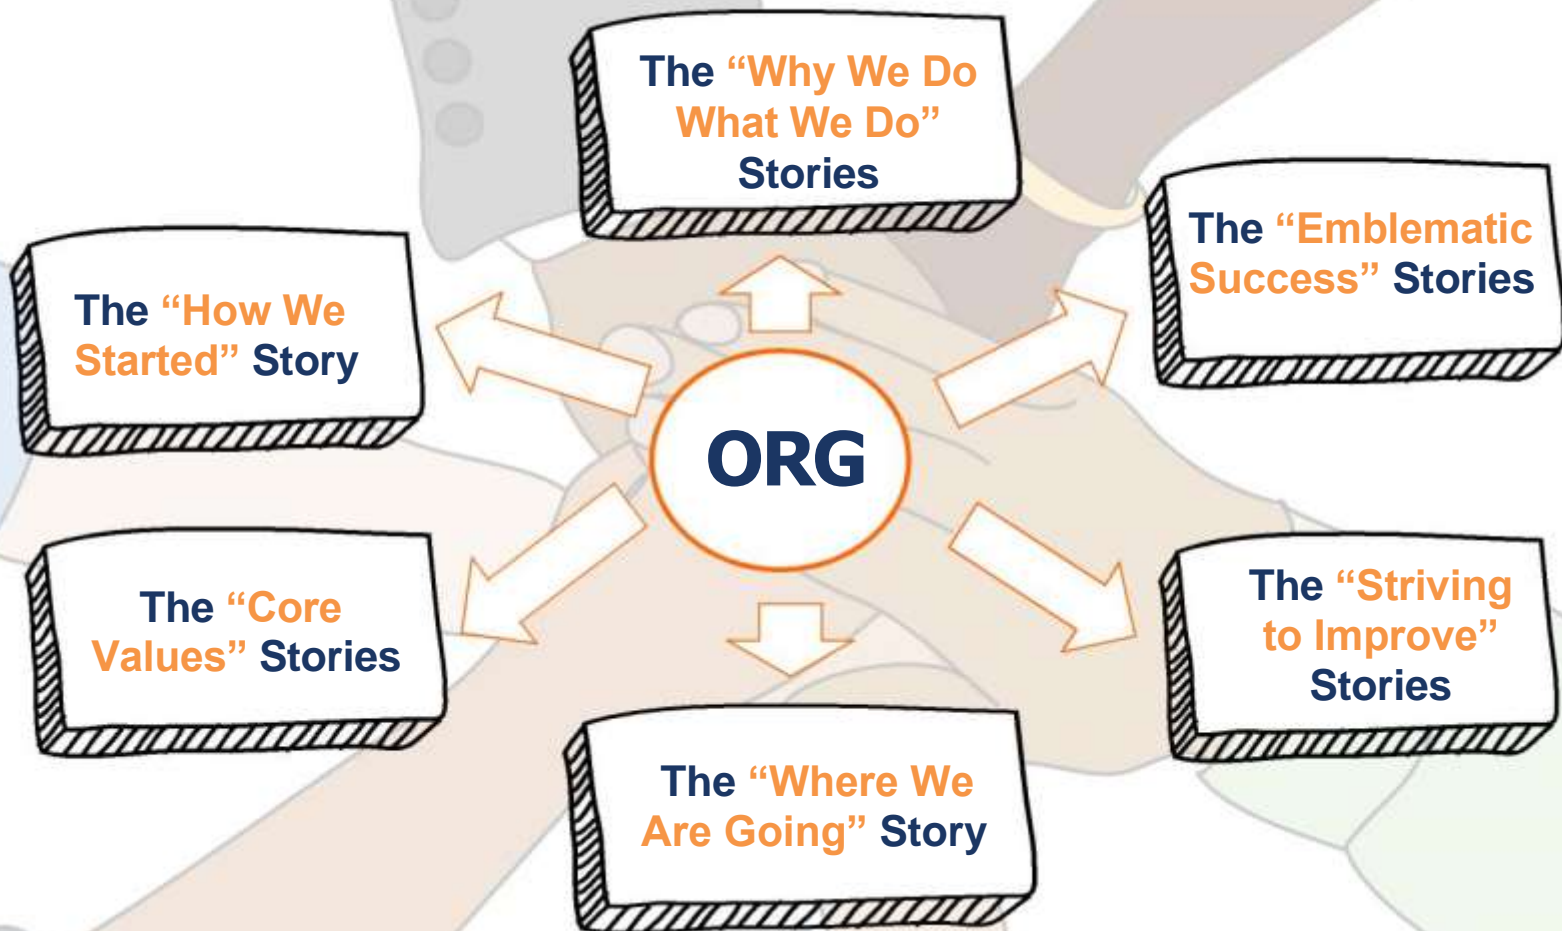 The “Why We Do
What We Do”
Stories
The “Emblematic
Success” Stories
The “How We
Started” Story
ORG
The “Core
Values” Stories
The “Striving
to Improve”
Stories
The “Where We
Are Going” Story